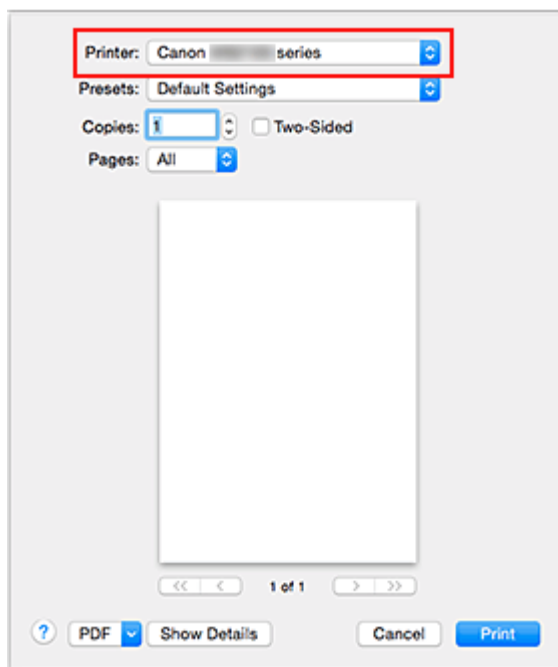 Printer: Canon series
Presets: Default Settings
Copies: 1 Two-Sided
Pages: All
<< < 1 of 1 > >>
? PDF Show Details Cancel Print